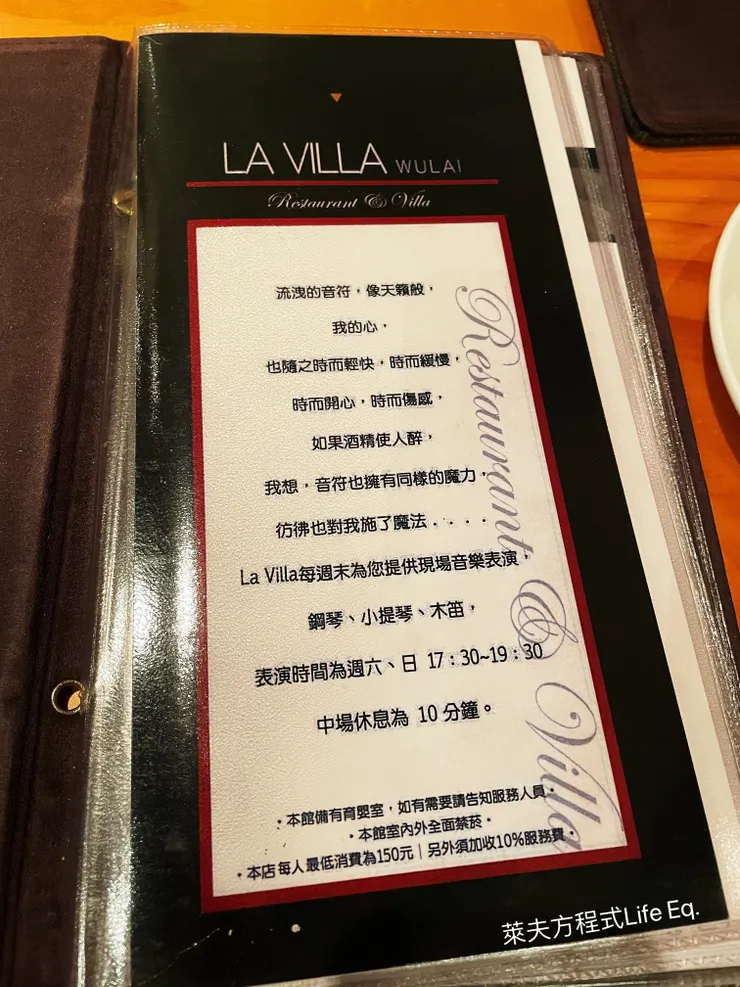 LA VILLA WULAI
Restaurant & Villa
流洩的音符，像天籟般，
我的心，
也隨之時而輕快，時而緩慢，
時而開心，時而傷感，
如果酒精使人醉，
我想，音符也擁有同樣的魔力，
彷彿也對我施了魔法．．．．
La Villa每週末為您提供現場音樂表演，
鋼琴、小提琴、木笛，
表演時間為週六、日 17：30~19：30
中場休息為 10 分鐘。
・本館備有育嬰室，如有需要請告知服務人員・
・本館室內外全面禁菸・
・本店每人最低消費為150元｜另外須加收10%服務費・
Restaurant & Villa
萊夫方程式Life Eq.